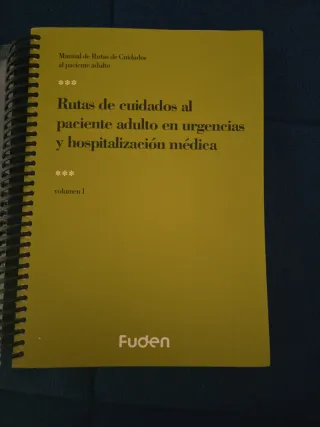 Manual de Rutas de Cuidados
al paciente adulto
***
Rutas de cuidados al
paciente adulto en urgencias
y hospitalización médica
***
volumen I
Fuden